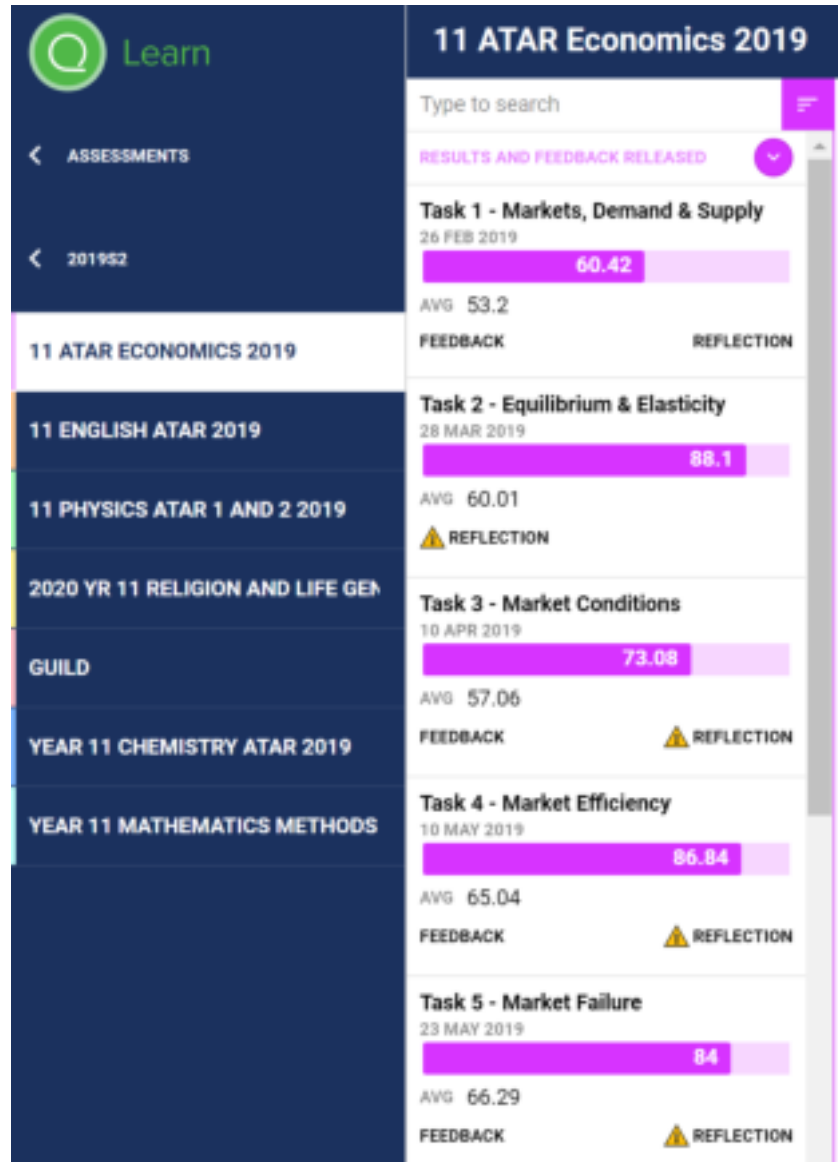 Learn
ASSESSMENTS
2019S2
11 ATAR ECONOMICS 2019
11 ENGLISH ATAR 2019
11 PHYSICS ATAR 1 AND 2 2019
2020 YR 11 RELIGION AND LIFE GEN
GUILD
YEAR 11 CHEMISTRY ATAR 2019
YEAR 11 MATHEMATICS METHODS
11 ATAR Economics 2019
Type to search
RESULTS AND FEEDBACK RELEASED
Task 1 - Markets, Demand & Supply
26 FEB 2019
60.42
AVG 53.2
FEEDBACK REFLECTION
Task 2 - Equilibrium & Elasticity
28 MAR 2019
88.1
AVG 60.01
REFLECTION
Task 3 - Market Conditions
10 APR 2019
73.08
AVG 57.06
FEEDBACK REFLECTION
Task 4 - Market Efficiency
10 MAY 2019
86.84
AVG 65.04
FEEDBACK REFLECTION
Task 5 - Market Failure
23 MAY 2019
84
AVG 66.29
FEEDBACK REFLECTION